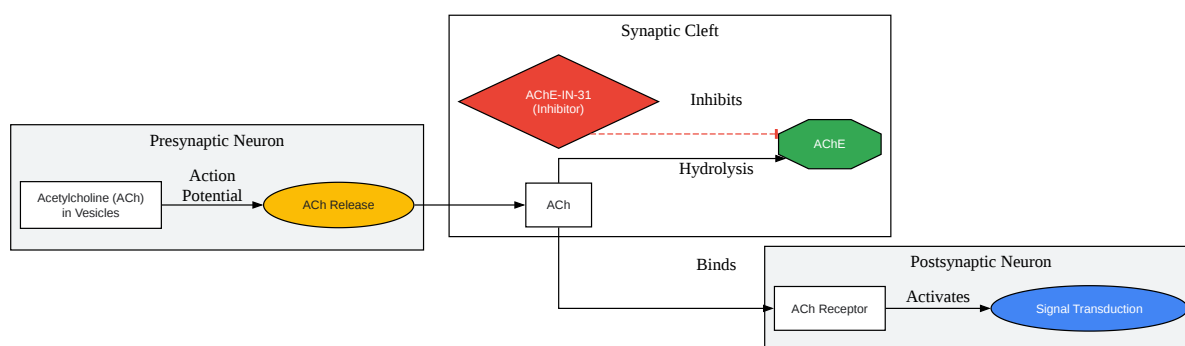 Synaptic Cleft
AChE-IN-31
(Inhibitor)
Inhibits
AChE
Hydrolysis
Presynaptic Neuron
Acetylcholine (ACh)
in Vesicles
Action
Potential
ACh Release
ACh
Binds
Postsynaptic Neuron
ACh Receptor
Activates
Signal Transduction